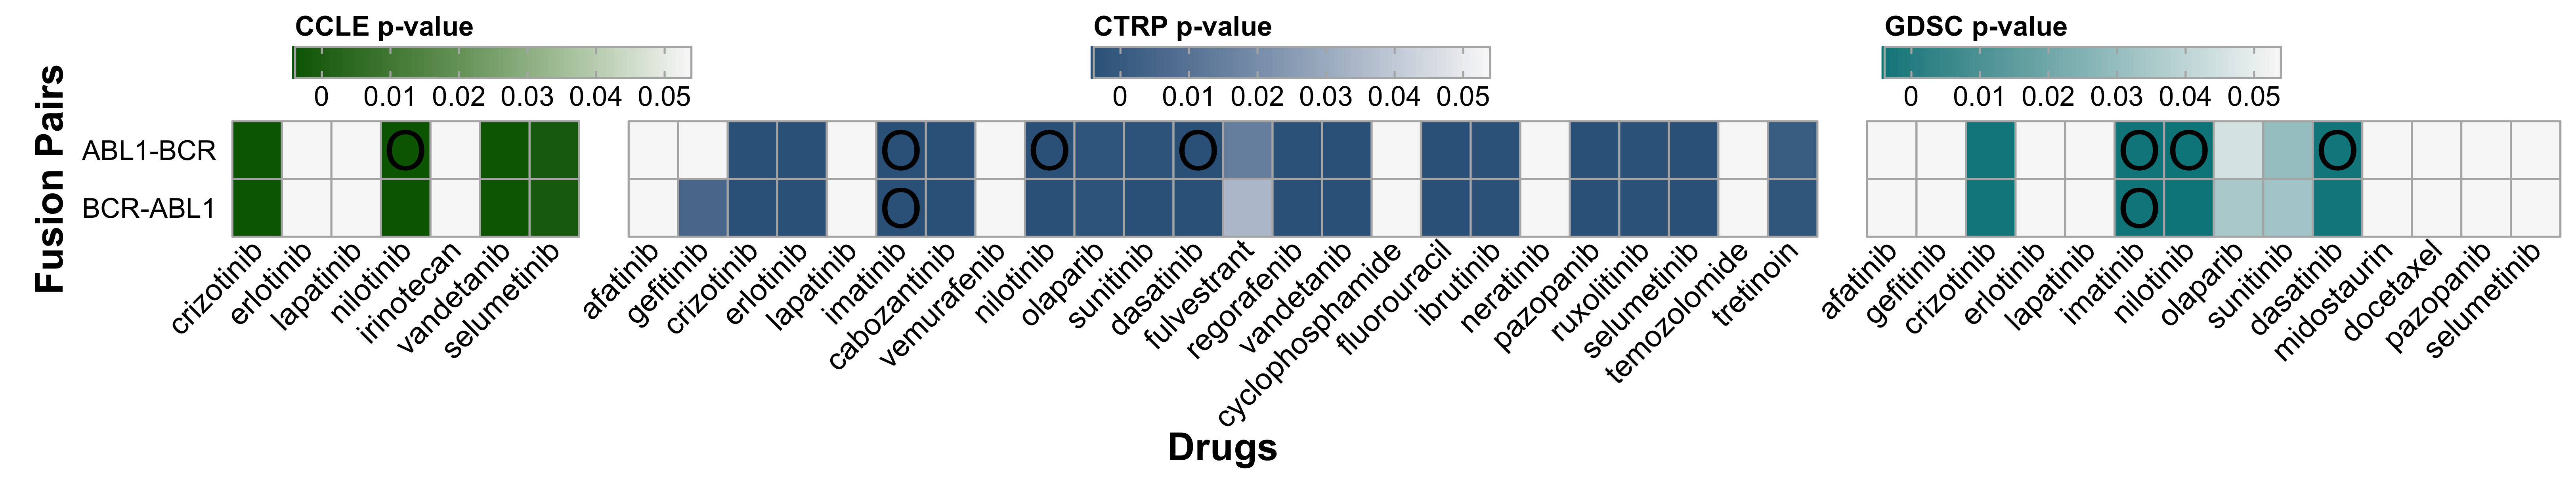 CCLE p-value
0 0.01 0.02 0.03 0.04 0.05
CTRP p-value
0 0.01 0.02 0.03 0.04 0.05
GDSC p-value
0 0.01 0.02 0.03 0.04 0.05
Fusion Pairs
ABL1-BCR
O O O O O O O
BCR-ABL1
O O
crizotinib
erlotinib
lapatinib
nilotinib
irinotecan
vandetanib
selumetinib
afatinib
gefitinib
crizotinib
erlotinib
lapatinib
imatinib
cabozantinib
vemurafenib
nilotinib
olaparib
sunitinib
dasatinib
fulvestrant
regorafenib
vandetanib
cyclophosphamide
fluorouracil
ibrutinib
neratinib
pazopanib
ruxolitinib
selumetinib
temozolomide
tretinoin
afatinib
gefitinib
crizotinib
erlotinib
lapatinib
imatinib
nilotinib
olaparib
sunitinib
dasatinib
midostaurin
docetaxel
pazopanib
selumetinib
Drugs